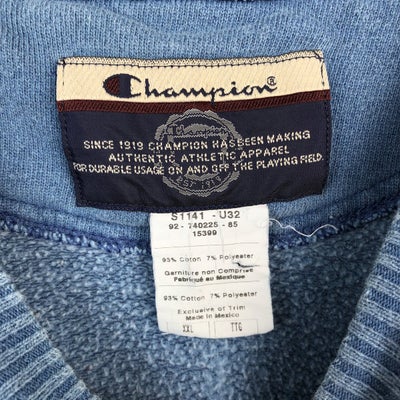 Champion®
SINCE 1919 CHAMPION HAS BEEN MAKING
AUTHENTIC ATHLETIC APPAREL
FOR DURABLE USAGE ON AND OFF THE PLAYING FIELD.
EST 1919
S1141 - U32
92 - 740225 - 85
15399
93% Cotton 7% Polyester
Garniture non Comprise
Fabriqué au Mexique
93% Cotton 7% Polyester
Exclusive of Trim
Made in Mexico
XXL TTG